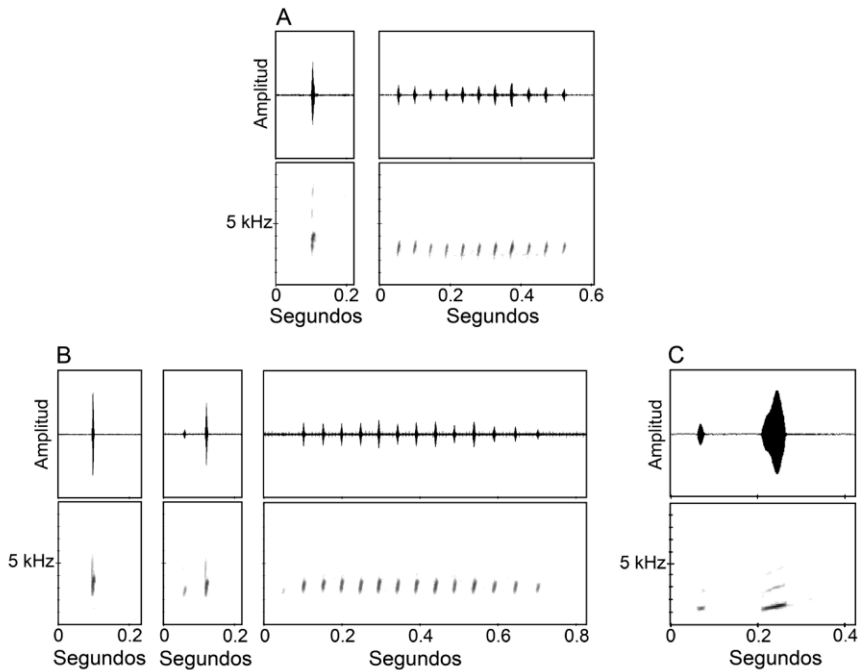 A
Amplitud
5 kHz
0 0.2 0 0.2 0.4 0.6
Segundos Segundos
B C
Amplitud Amplitud
5 kHz 5 kHz
0 0.2 0 0.2 0 0.2 0.4 0.6 0.8 0 0.2 0.4
Segundos Segundos Segundos Segundos